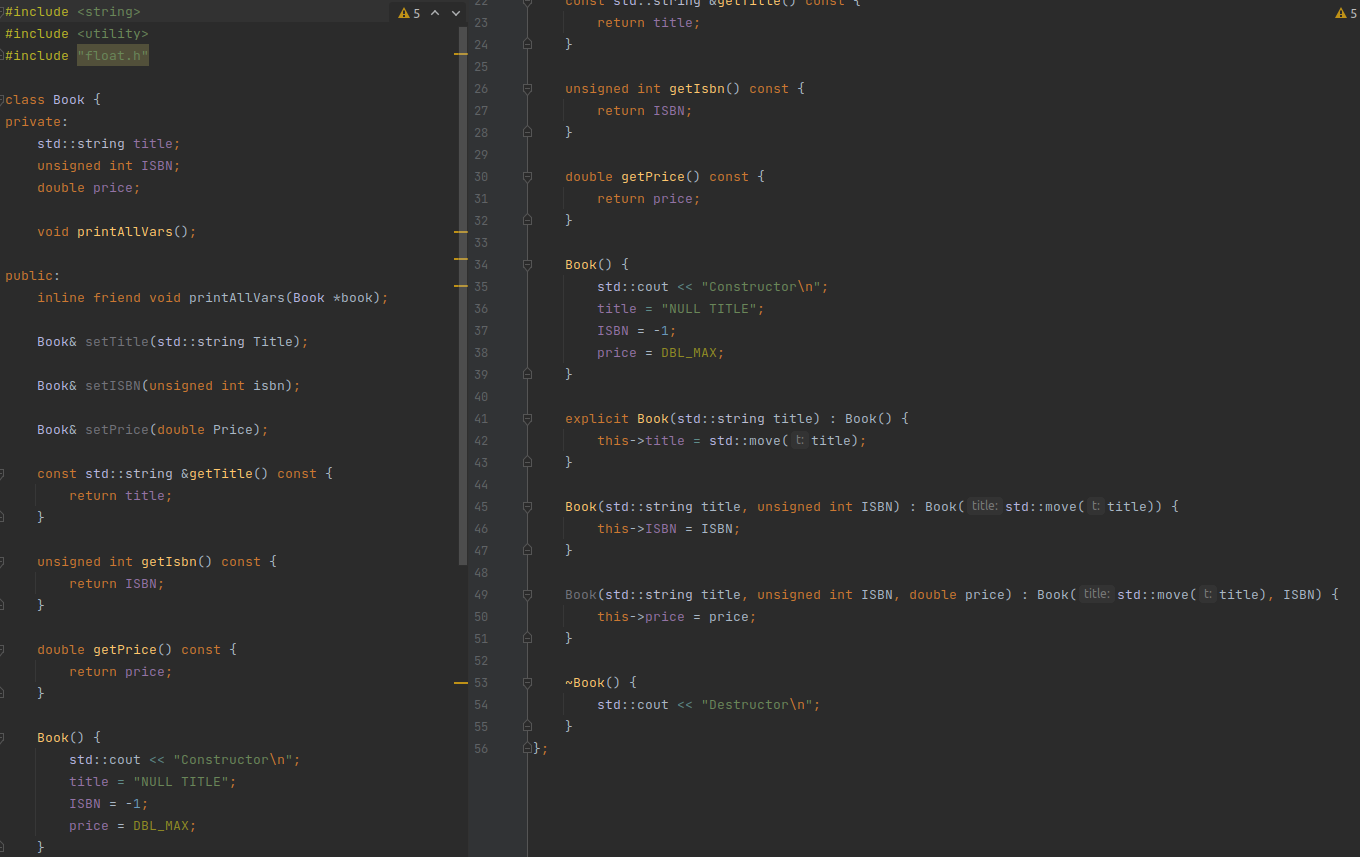 #include <string>
5
#include <utility>
#include "float.h"
class Book {
private:
    std::string title;
    unsigned int ISBN;
    double price;
    void printAllVars();
public:
    inline friend void printAllVars(Book *book);
    Book& setTitle(std::string Title);
    Book& setISBN(unsigned int isbn);
    Book& setPrice(double Price);
    const std::string &getTitle() const {
        return title;
    }
    unsigned int getIsbn() const {
        return ISBN;
    }
    double getPrice() const {
        return price;
    }
    Book() {
        std::cout << "Constructor\n";
        title = "NULL TITLE";
        ISBN = -1;
        price = DBL_MAX;
    }
22     const std::string &getTitle() const {
5
23         return title;
24     }
25
26     unsigned int getIsbn() const {
27         return ISBN;
28     }
29
30     double getPrice() const {
31         return price;
32     }
33
34     Book() {
35         std::cout << "Constructor\n";
36         title = "NULL TITLE";
37         ISBN = -1;
38         price = DBL_MAX;
39     }
40
41     explicit Book(std::string title) : Book() {
42         this->title = std::move( t: title);
43     }
44
45     Book(std::string title, unsigned int ISBN) : Book( title: std::move( t: title)) {
46         this->ISBN = ISBN;
47     }
48
49     Book(std::string title, unsigned int ISBN, double price) : Book( title: std::move( t: title), ISBN) {
50         this->price = price;
51     }
52
53     ~Book() {
54         std::cout << "Destructor\n";
55     }
56 };